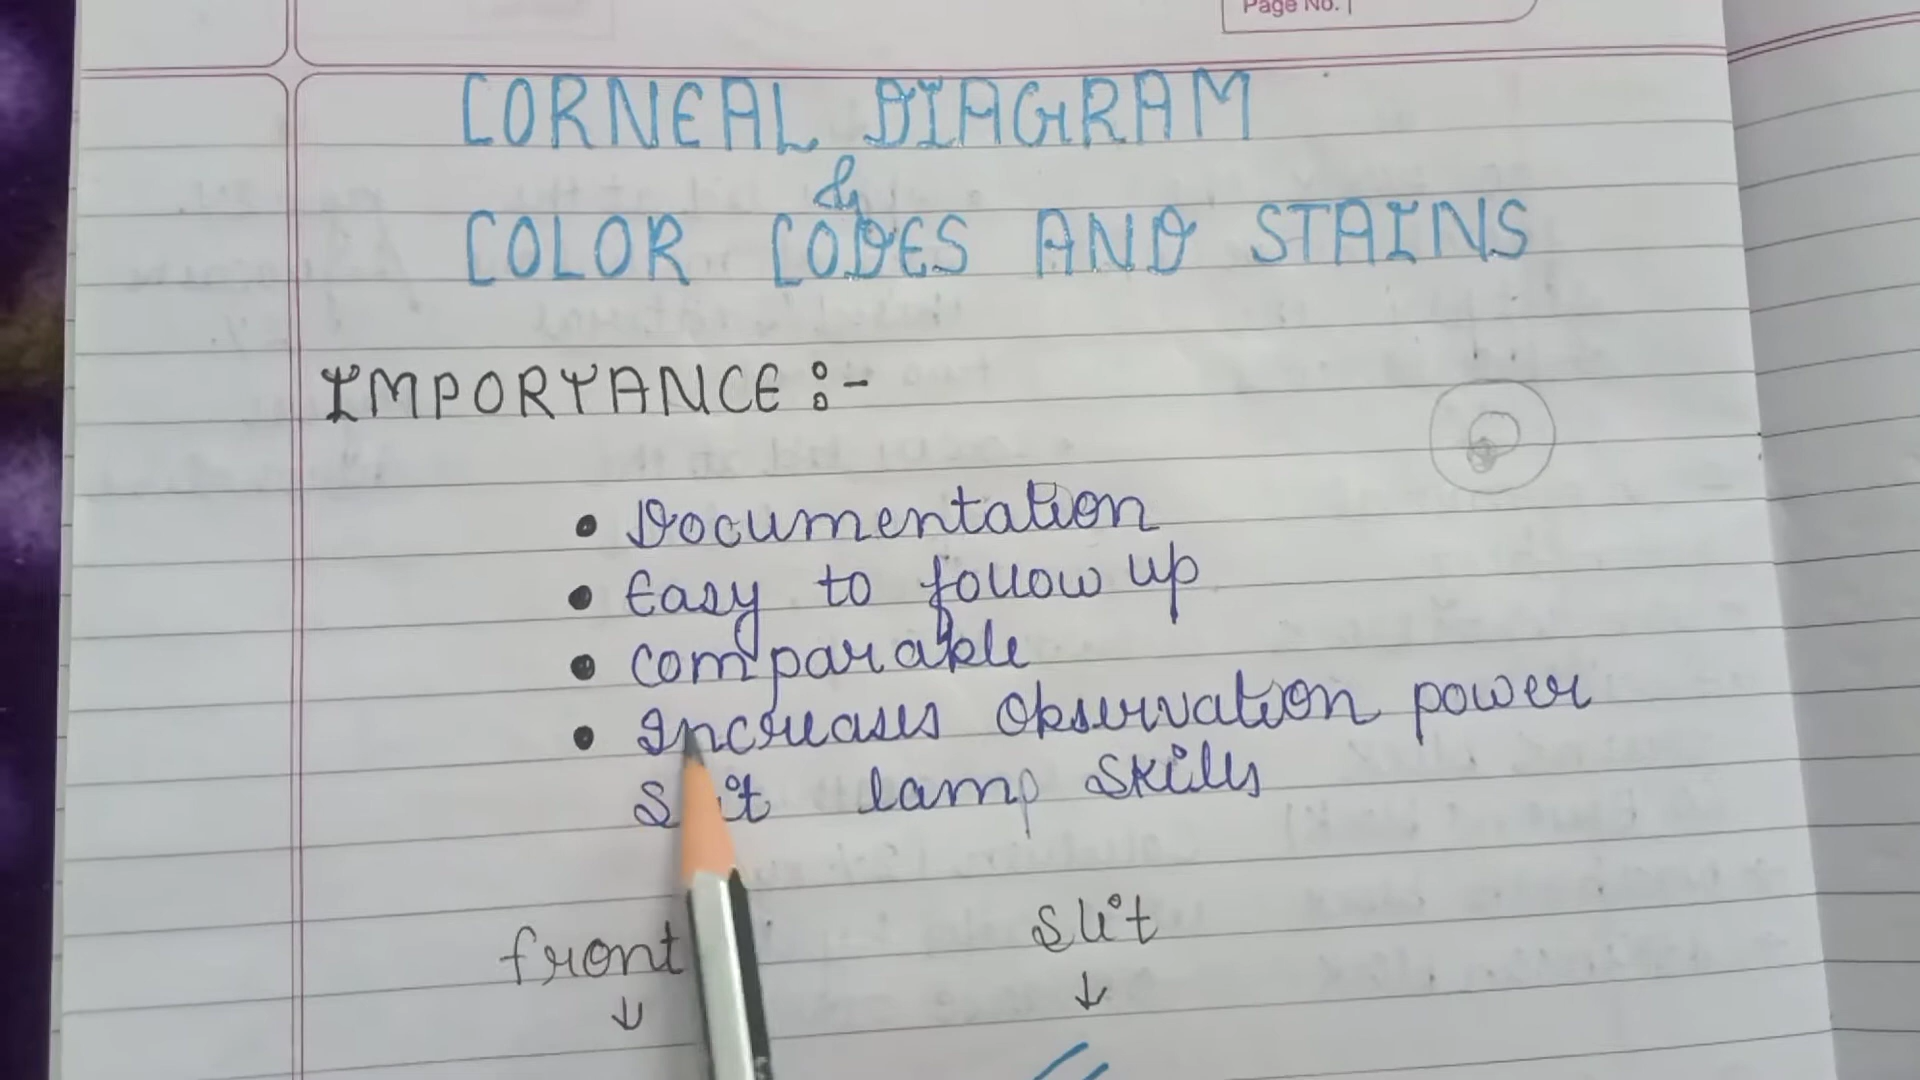 Page No.
CORNEAL DIAGRAM
&
COLOR CODES AND STAINS
IMPORTANCE :-
• Documentation
• Easy to follow up
• comparable
• Increases observation power
lamp skills
front
↓
slit
↓